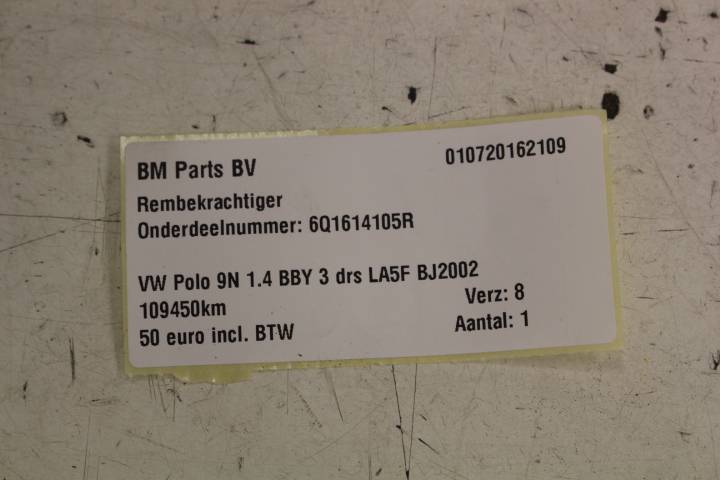 BM Parts BV 010720162109
Rembekrachtiger
Onderdeelnummer: 6Q1614105R
VW Polo 9N 1.4 BBY 3 drs LA5F BJ2002
109450km Verz: 8
50 euro incl. BTW Aantal: 1